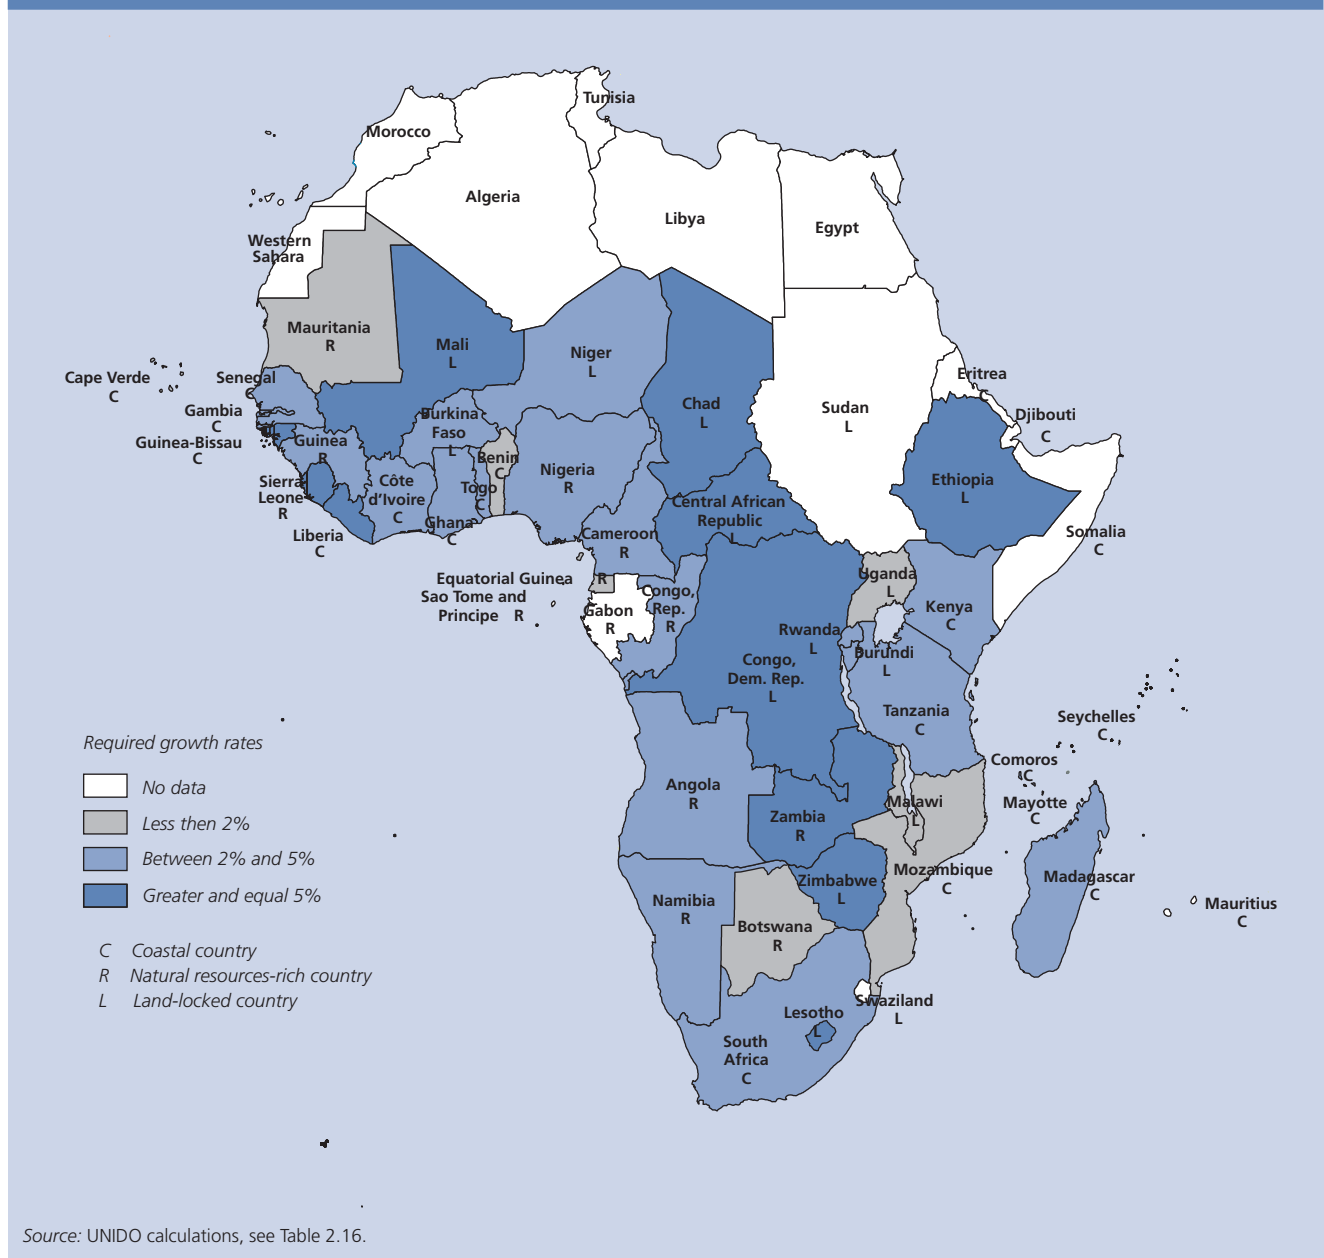 Tunisia
Morocco
Algeria
Libya
Egypt
Western
Sahara
Mauritania
R
Mali
L
Niger
L
Chad
L
Sudan
L
Eritrea
C
Djibouti
C
Cape Verde
C
Senegal
C
Gambia
C
Guinea-Bissau
C
Guinea
R
Burkina
Faso
L
Benin
C
Togo
C
Nigeria
R
Ethiopia
L
Somalia
C
Sierra
Leone
R
Liberia
C
Côte
d'Ivoire
C
Ghana
C
Cameroon
R
Central African
Republic
L
Equatorial Guinea
R
Sao Tome and
Principe R
Gabon
R
Congo,
Rep.
R
Uganda
L
Kenya
C
Rwanda
L
Burundi
L
Congo,
Dem. Rep.
L
Tanzania
C
Seychelles
C
Comoros
C
Mayotte
C
Angola
R
Zambia
R
Malawi
L
Mozambique
C
Madagascar
C
Mauritius
C
Zimbabwe
L
Namibia
R
Botswana
R
Swaziland
L
Lesotho
L
South
Africa
C
Required growth rates
No data
Less then 2%
Between 2% and 5%
Greater and equal 5%
C Coastal country
R Natural resources-rich country
L Land-locked country
Source: UNIDO calculations, see Table 2.16.